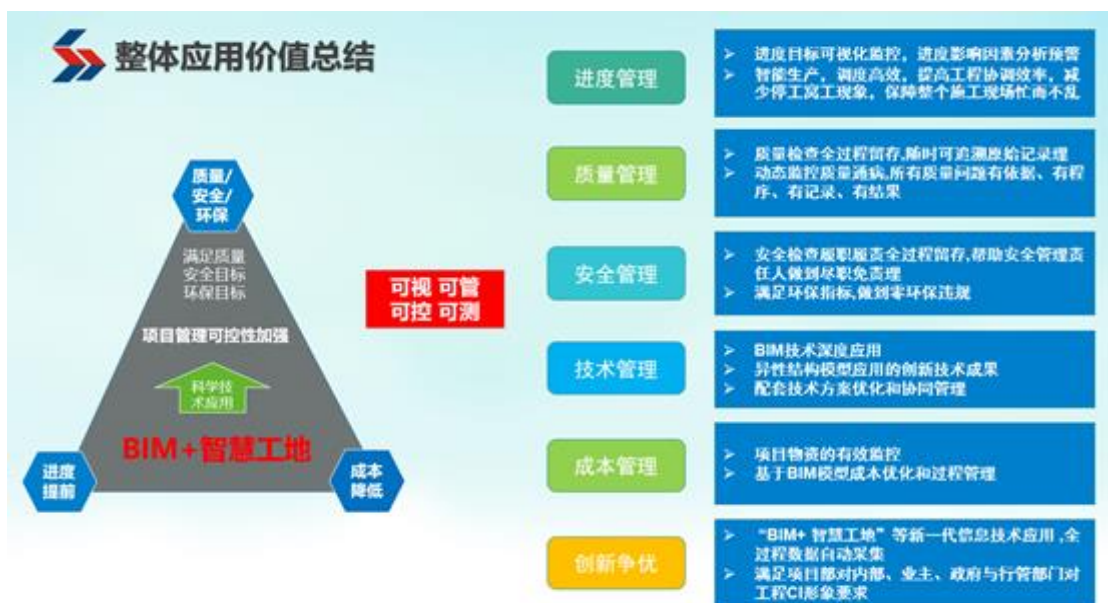 整体应用价值总结
质量/
安全/
环保
满足质量
安全目标
环保目标
项目管理可控性加强
科学技
术应用
BIM+智慧工地
进度
提前
成本
降低
可视 可管
可控 可测
进度管理
进度目标可视化监控，进度影响因素分析预警
智能生产，调度高效，提高工程协调效率，减
少停工窝工现象，保障整个施工现场忙而不乱
质量管理
质量检查全过程留存,随时可追溯原始记录理
动态监控质量通病,所有质量问题有依据、有程
序、有记录、有结果
安全管理
安全检查履职履责全过程留存,帮助安全管理责
任人做到尽职免责理
满足环保指标,做到零环保违规
技术管理
BIM技术深度应用
异性结构模型应用的创新技术成果
配套技术方案优化和协同管理
成本管理
项目物资的有效监控
基于BIM模型成本优化和过程管理
创新争优
“BIM+ 智慧工地”等新一代信息技术应用,全
过程数据自动采集
满足项目部对内部、业主、政府与行管部门对
工程CI形象要求